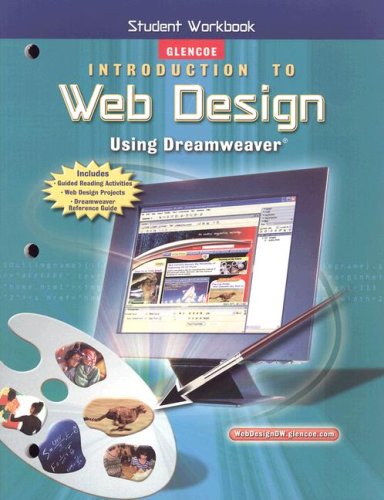 Student Workbook
GLENCOE
INTRODUCTION TO
Web Design
Using Dreamweaver®
Includes
• Guided Reading Activities
• Web Design Projects
• Dreamweaver
Reference Guide
WebDesignDW.glencoe.com